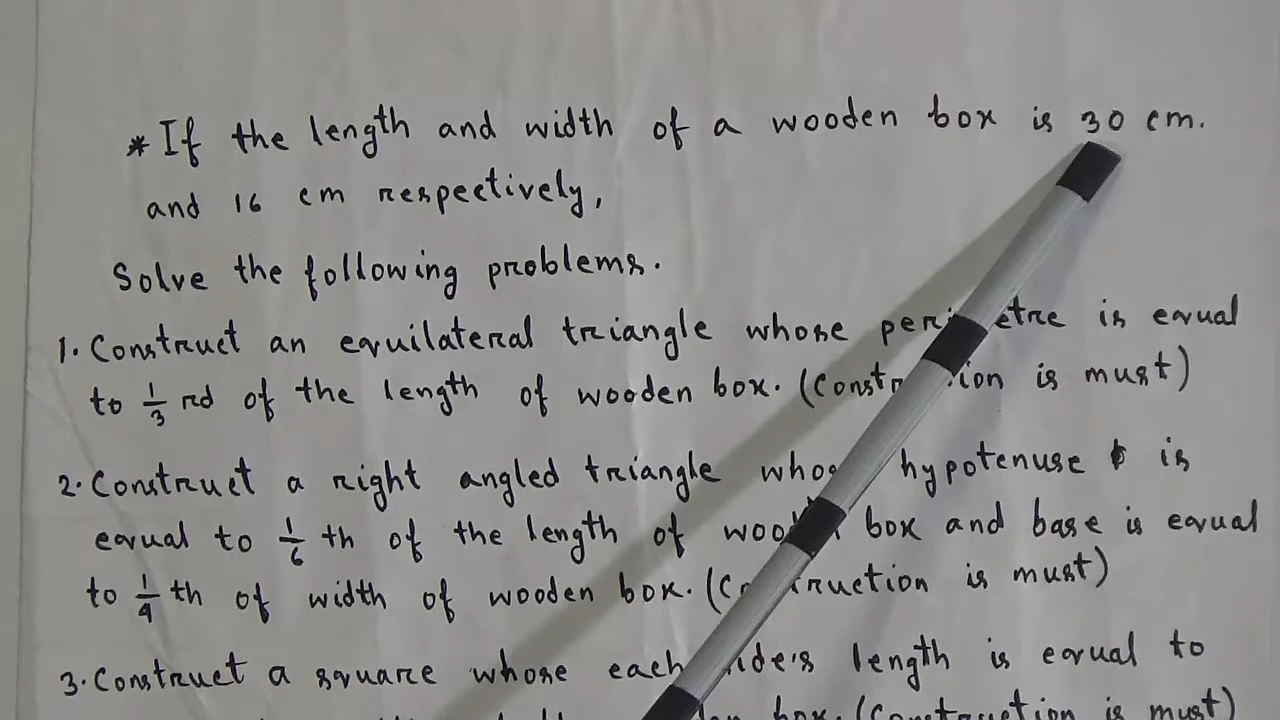 * If the length and width of a wooden box is 30 cm.
and 16 cm respectively,
Solve the following problems.
1. Construct an equilateral triangle whose perimetre is equal
to 1/3 rd of the length of wooden box. (Construction is must)
2. Construct a right angled triangle whose hypotenuse is
equal to 1/6 th of the length of wooden box and base is equal
to 1/4 th of width of wooden box. (Construction is must)
3. Construct a square whose each side's length is equal to
box. (Construction is must)